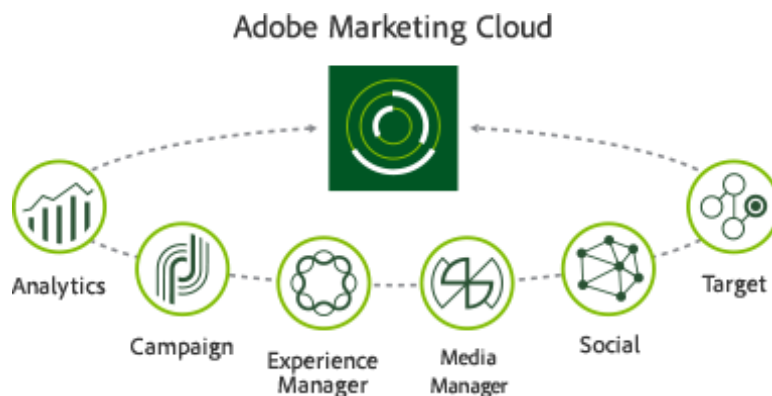 Adobe Marketing Cloud
Analytics
Campaign
Experience
Manager
Media
Manager
Social
Target